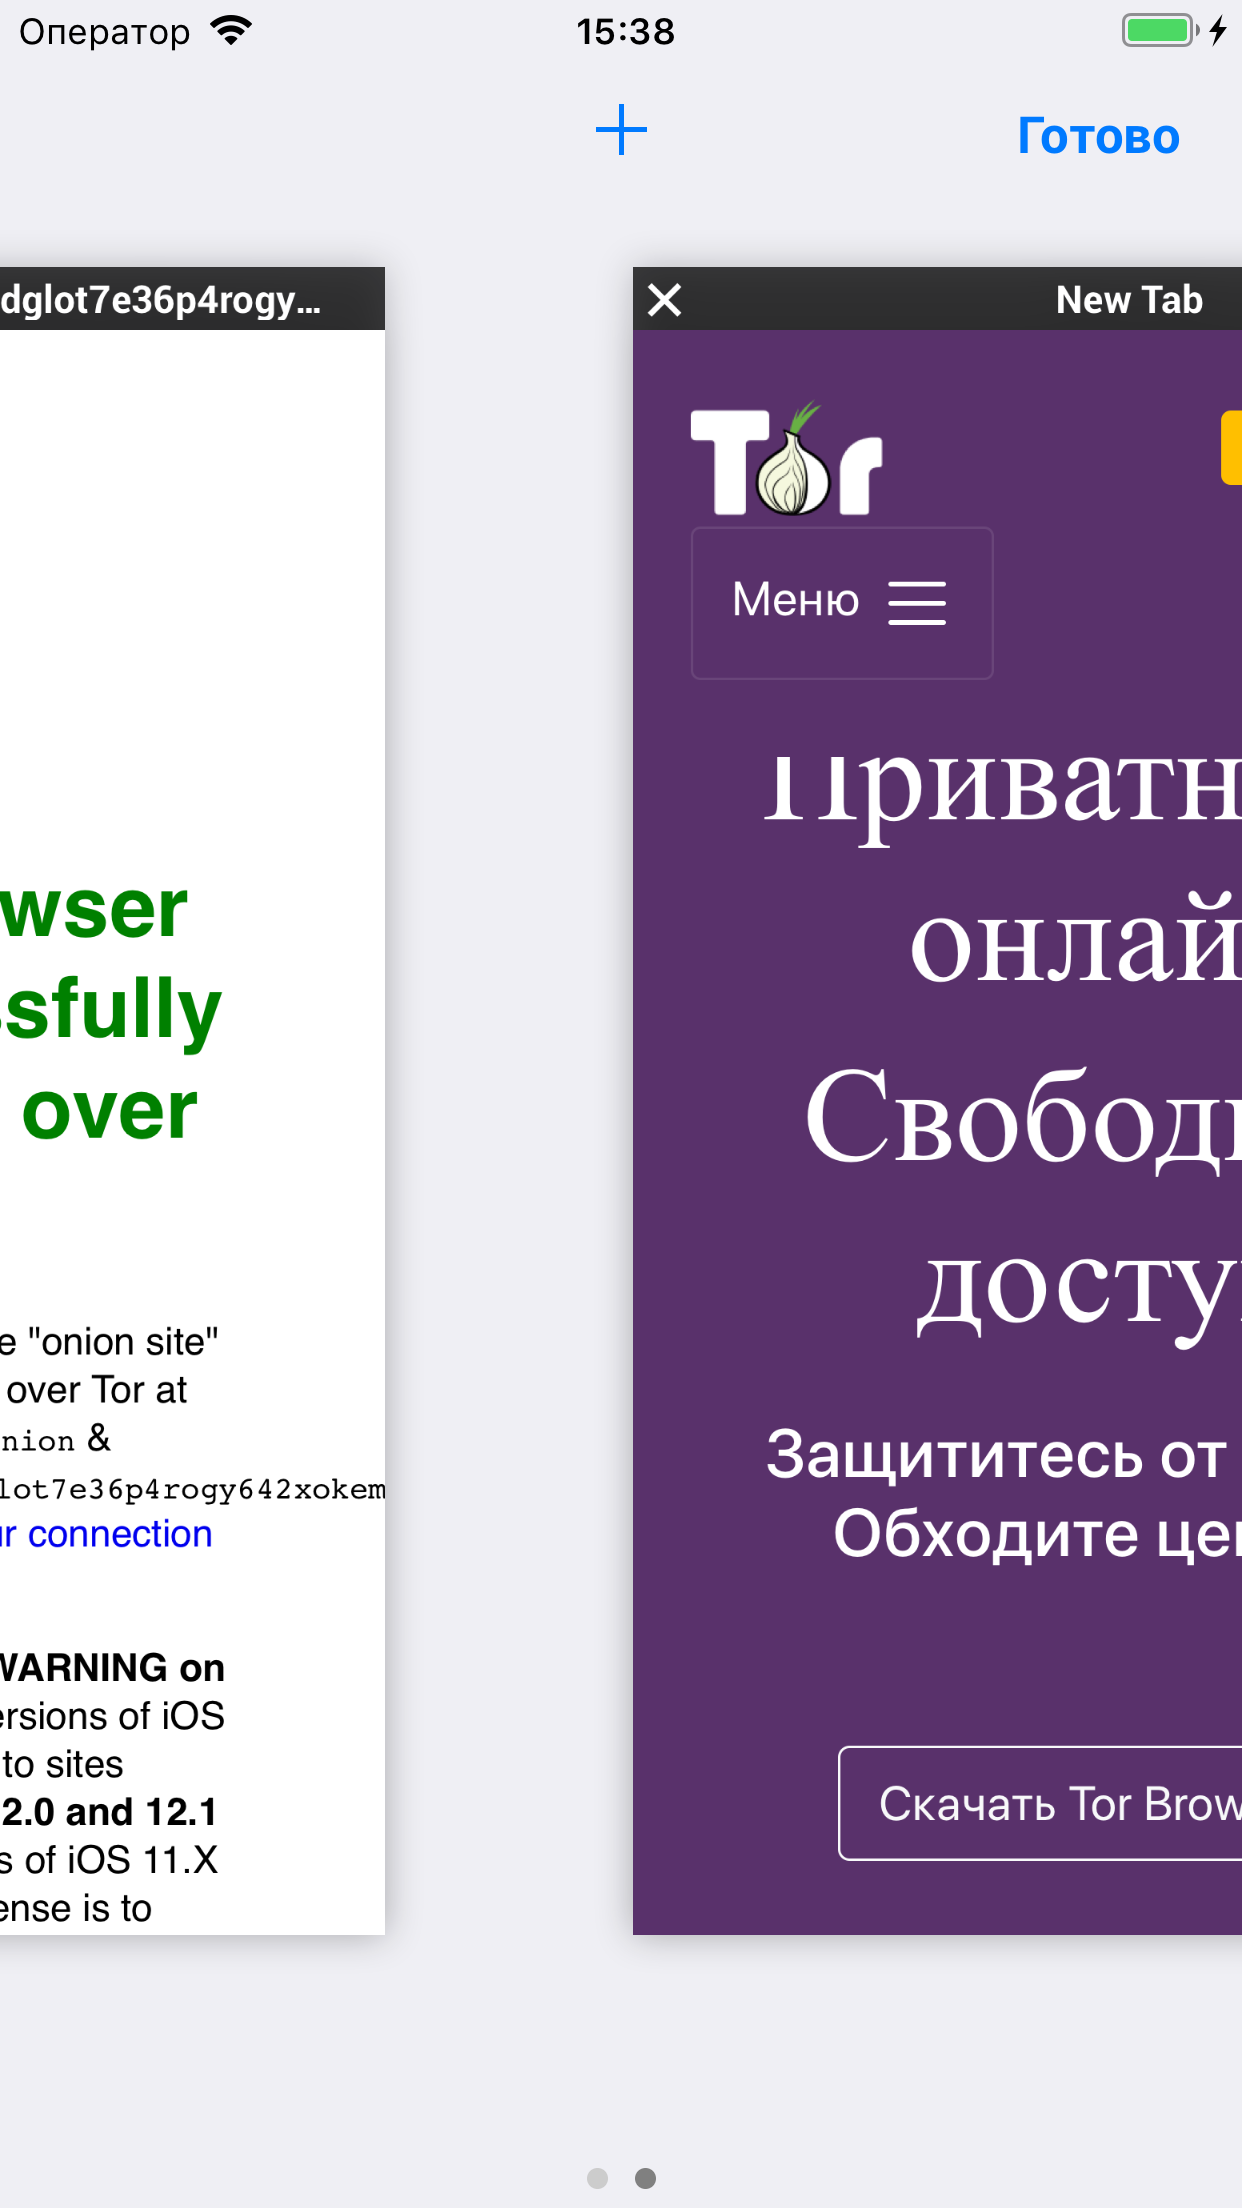 Оператор
15:38
Готово
dglot7e36p4rogy...
wser
sfully
over
e "onion site"
over Tor at
nion &
lot7e36p4rogy642xokem
r connection
WARNING on
ersions of iOS
to sites
2.0 and 12.1
s of iOS 11.X
ense is to
New Tab
Tor
Меню
Приватн
онлай
Свобод
досту
Защититесь от
Обходите це
Скачать Tor Brow